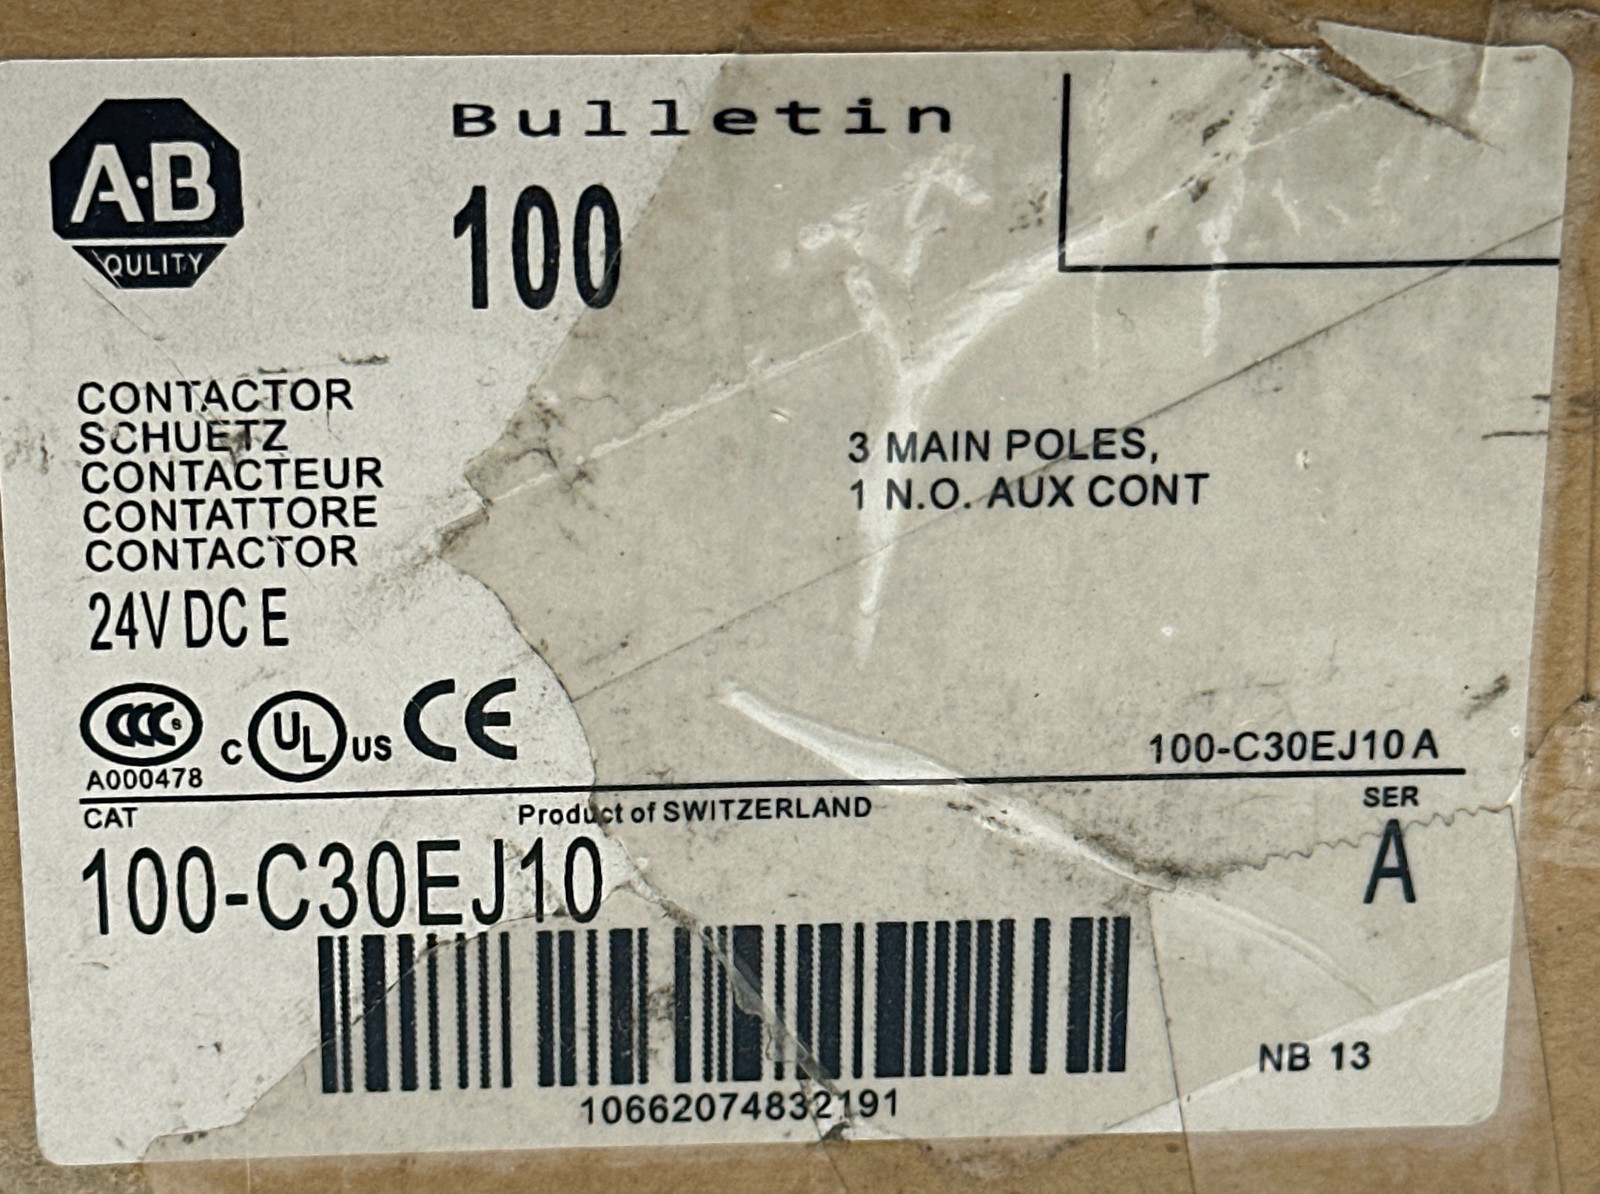 A·B
QULITY
Bulletin
100
CONTACTOR
SCHUETZ
CONTACTEUR
CONTATTORE
CONTACTOR
24V DC E
3 MAIN POLES,
1 N.O. AUX CONT
CCC S
A000478
C UL US CE
100-C30EJ10 A
CAT
Product of SWITZERLAND
SER
100-C30EJ10
A
10662074832191
NB 13